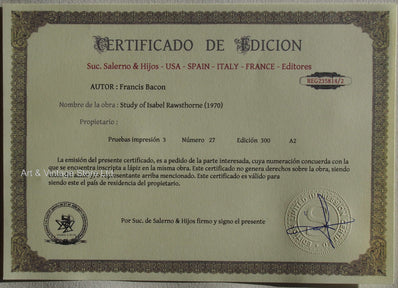 CERTIFICADO DE EDICION
Suc. Salerno & Hijos - USA - SPAIN - ITALY - FRANCE - Editores
REG235814/2
AUTOR : Francis Bacon
Nombre de la obra : Study of Isabel Rawsthorne (1970)
Propietario :
Pruebas impresión 3 Número 27 Edición 300 A2
La emisión del presente certificado, es a pedido de la parte interesada, cuya numeración concuerda con la
que se encuentra inscripta a lápiz en la misma obra. Este certificado no genera derechos sobre la obra, siendo
Art & Vintage Store
arriba mencionado. Este certificado es válido para
siendo este el país de residencia del propietario.
Por Suc. de Salerno & Hijos firmo y signo el presente